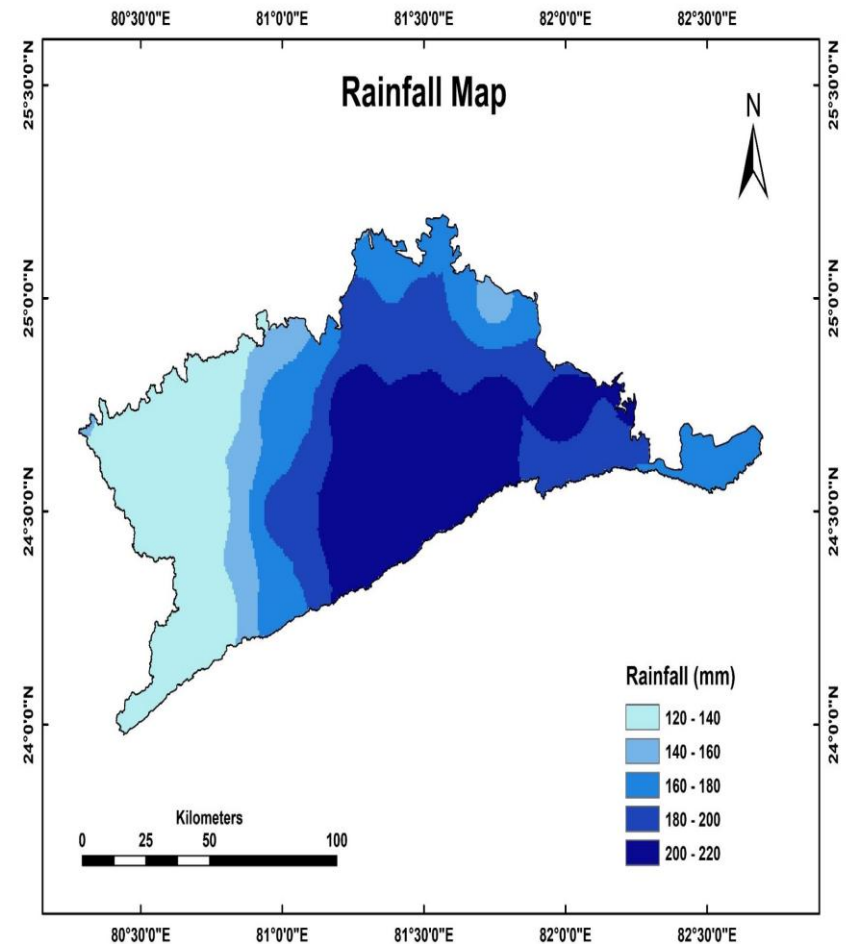 80°30'0"E 81°0'0"E 81°30'0"E 82°0'0"E 82°30'0"E
Rainfall Map
N
25°30'0"N
25°0'0"N
24°30'0"N
24°0'0"N
25°30'0"N
25°0'0"N
24°30'0"N
24°0'0"N
Rainfall (mm)
120 - 140
140 - 160
160 - 180
180 - 200
200 - 220
Kilometers
0 25 50 100
80°30'0"E 81°0'0"E 81°30'0"E 82°0'0"E 82°30'0"E